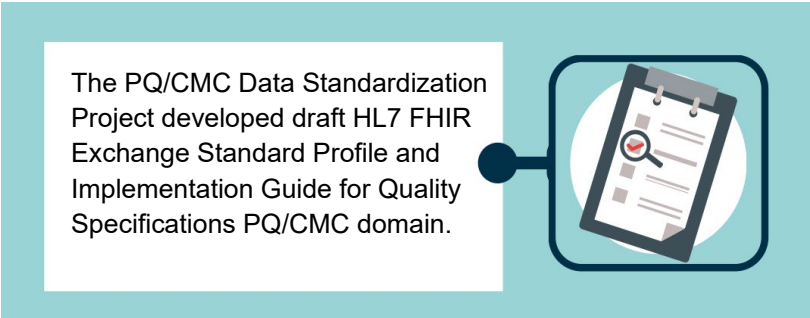 The PQ/CMC Data Standardization
Project developed draft HL7 FHIR
Exchange Standard Profile and
Implementation Guide for Quality
Specifications PQ/CMC domain.